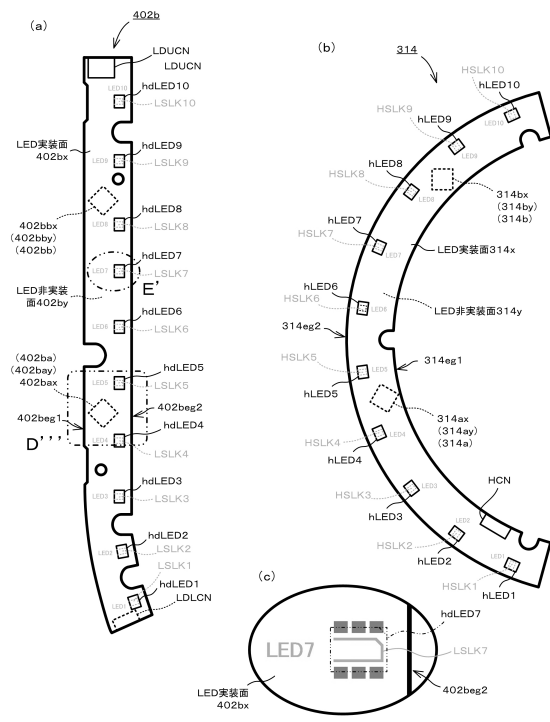 (a)
402b
LDUCN
LDUCN
LED10
hdLED10
LSLK10
LED実装面
402bx
LED9
hdLED9
LSLK9
402bbx
(402bby)
(402bb)
LED8
hdLED8
LSLK8
LED7
hdLED7
LSLK7
E'
LED非実装
面402by
LED6
hdLED6
LSLK6
(402ba)
(402bay)
402bax
LED5
hdLED5
LSLK5
402beg1
402beg2
D'''
LED4
hdLED4
LSLK4
LED3
hdLED3
LSLK3
LED2
hdLED2
LSLK2
LSLK1
LED1
hdLED1
LDLCN
(b)
314
HSLK10
hLED10
LED10
HSLK9
hLED9
LED9
HSLK8
hLED8
LED8
314bx
(314by)
(314b)
HSLK7
hLED7
LED7
LED実装面314x
HSLK6
hLED6
LED6
LED非実装面314y
314eg2
314eg1
HSLK5
hLED5
LED5
314ax
(314ay)
(314a)
HSLK4
hLED4
LED4
HCN
HSLK3
hLED3
LED3
HSLK2
hLED2
LED2
HSLK1
hLED1
LED1
(c)
LED7
hdLED7
LSLK7
LED実装面
402bx
402beg2